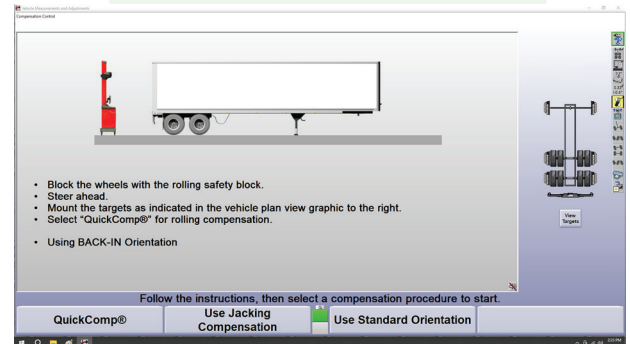 Vehicle Measurements and Adjustments
Compensation Control
• Block the wheels with the rolling safety block.
• Steer ahead.
• Mount the targets as indicated in the vehicle plan view graphic to the right.
• Select “QuickComp®” for rolling compensation.
• Using BACK-IN Orientation
View
Targets
Follow the instructions, then select a compensation procedure to start.
QuickComp®
Use Jacking
Compensation
Use Standard Orientation